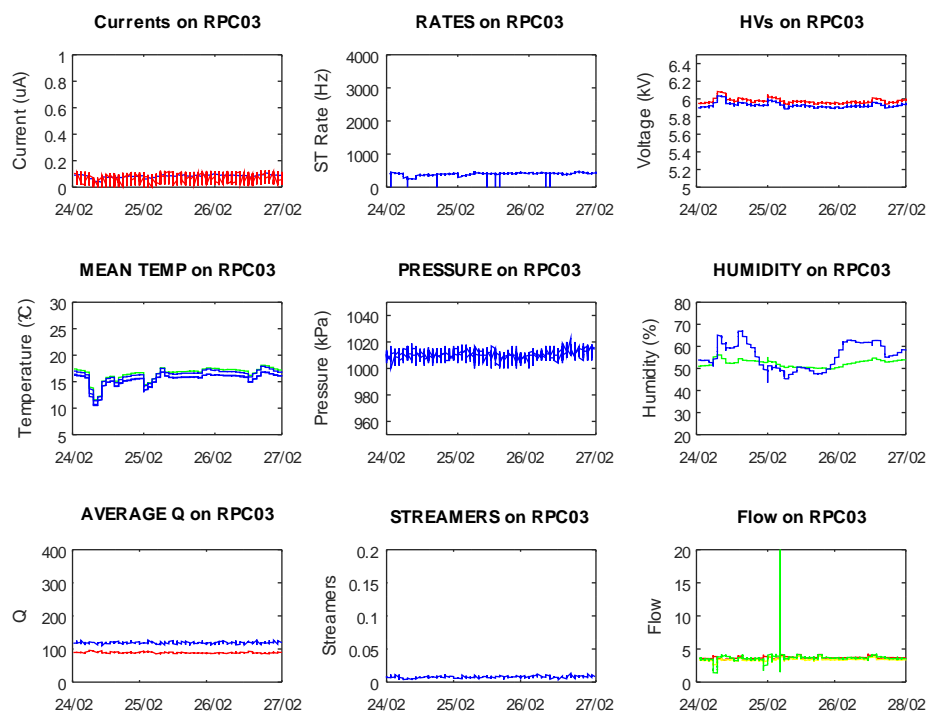 Currents on RPC03
RATES on RPC03
HVs on RPC03
Current (uA)
1
0.8
0.6
0.4
0.2
0
24/02 25/02 26/02 27/02
ST Rate (Hz)
4000
3000
2000
1000
0
24/02 25/02 26/02 27/02
Voltage (kV)
6.4
6.2
6
5.8
5.6
5.4
5.2
5
24/02 25/02 26/02 27/02
MEAN TEMP on RPC03
PRESSURE on RPC03
HUMIDITY on RPC03
Temperature (?C)
30
25
20
15
10
5
24/02 25/02 26/02 27/02
Pressure (kPa)
1040
1020
1000
980
960
24/02 25/02 26/02 27/02
Humidity (%)
80
70
60
50
40
30
20
24/02 25/02 26/02 27/02
AVERAGE Q on RPC03
STREAMERS on RPC03
Flow on RPC03
Q
400
300
200
100
0
24/02 25/02 26/02 27/02
Streamers
0.2
0.15
0.1
0.05
0
24/02 25/02 26/02 27/02
Flow
20
15
10
5
0
24/02 25/02 26/02 28/02